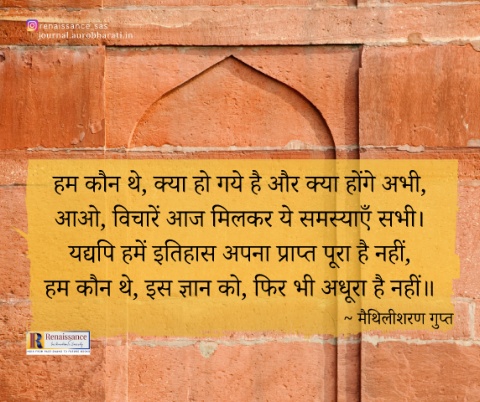 renaissance_sas
journal.aurobharati.in
हम कौन थे, क्या हो गये है और क्या होंगे अभी,
आओ, विचारें आज मिलकर ये समस्याएँ सभी।
यद्यपि हमें इतिहास अपना प्राप्त पूरा है नहीं,
हम कौन थे, इस ज्ञान को, फिर भी अधूरा है नहीं॥
~ मैथिलीशरण गुप्त
Renaissance